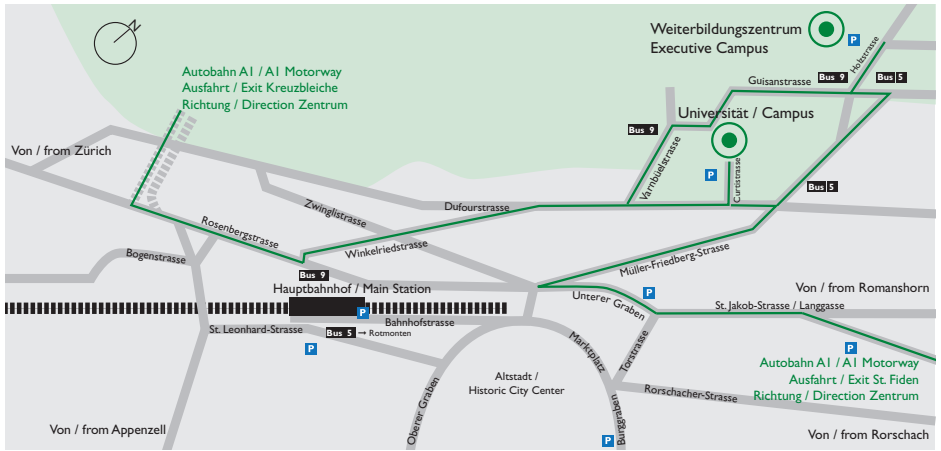 Weiterbildungszentrum
Executive Campus
P
Holzstrasse
Autobahn A1 / A1 Motorway
Ausfahrt / Exit Kreuzbleiche
Richtung / Direction Zentrum
Guisanstrasse
Bus 9
Bus 5
Universität / Campus
Bus 9
Von / from Zürich
Varnbüelstrasse
P
Curtistrasse
Bus 5
Zwinglistrasse
Dufourstrasse
Rosenbergstrasse
Winkelriedstrasse
Bogenstrasse
Müller-Friedberg-Strasse
Bus 9
Hauptbahnhof / Main Station
Unterer Graben
P
Von / from Romanshorn
St. Jakob-Strasse / Langgasse
P
Bahnhofstrasse
St. Leonhard-Strasse
Bus 5 → Rotmonten
P
Marktplatz
Torstrasse
P
Autobahn A1 / A1 Motorway
Ausfahrt / Exit St. Fiden
Richtung / Direction Zentrum
Altstadt /
Historic City Center
Oberer Graben
Rorschacher-Strasse
Burggraben
P
Von / from Appenzell
Von / from Rorschach